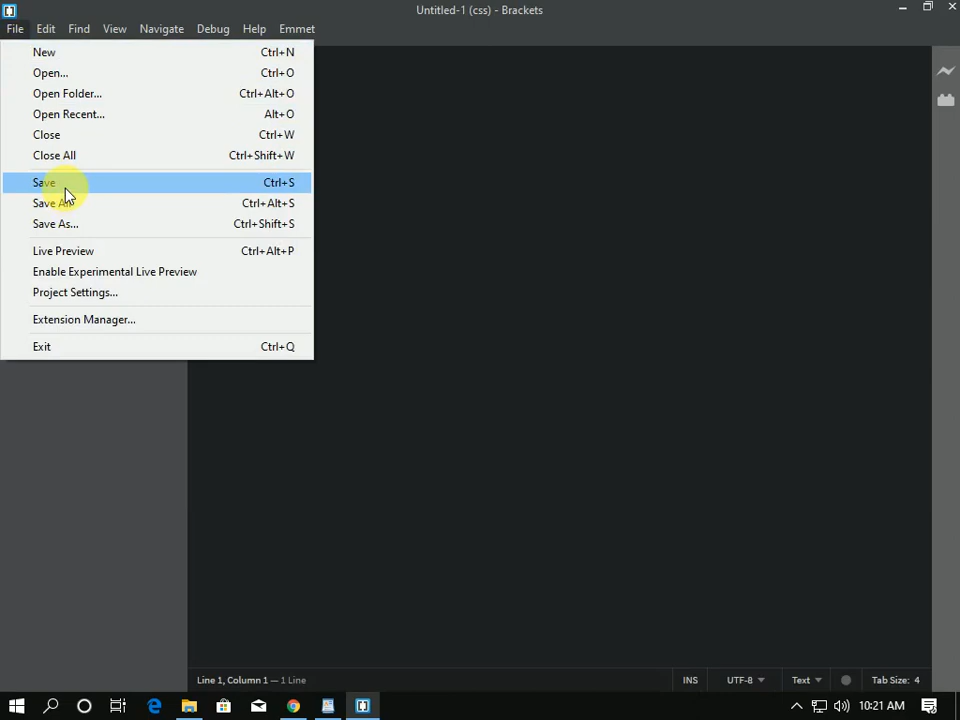 Untitled-1 (css) - Brackets
File Edit Find View Navigate Debug Help Emmet
New Ctrl+N
Open... Ctrl+O
Open Folder... Ctrl+Alt+O
Open Recent... Alt+O
Close Ctrl+W
Close All Ctrl+Shift+W
Save Ctrl+S
Save All Ctrl+Alt+S
Save As... Ctrl+Shift+S
Live Preview Ctrl+Alt+P
Enable Experimental Live Preview
Project Settings...
Extension Manager...
Exit Ctrl+Q
Line 1, Column 1 — 1 Line INS UTF-8 Text Tab Size: 4
10:21 AM